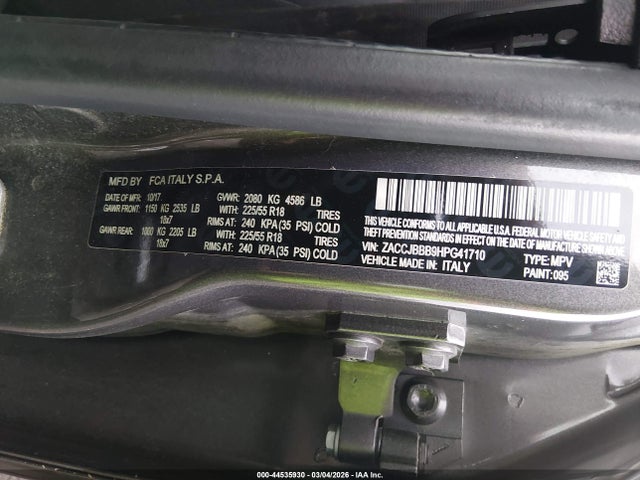 MFD BY FCA ITALY S.P.A.
DATE OF MFR: 10/17 GVWR: 2080 KG 4586 LB
GAWR FRONT: 1150 KG 2535 LB WITH: 225/55 R18 TIRES
18x7 RIMS AT: 240 KPA(35 PSI) COLD
GAWR REAR: 1000 KG 2205 LB WITH: 225/55 R18 TIRES
18x7 RIMS AT: 240 KPA(35 PSI) COLD
THIS VEHICLE CONFORMS TO ALL APPLICABLE U.S.A. FEDERAL MOTOR VEHICLE SAFETY
AND THEFT PREVENTION STANDARDS IN EFFECT ON THE DATE OF MANUFACTURE SHOWN ABOVE.
VIN: ZACCJBBB9HPG41710 TYPE: MPV
VEHICLE MADE IN: ITALY PAINT: 095
000-44535930 - 03/04/2026 - IAA Inc.